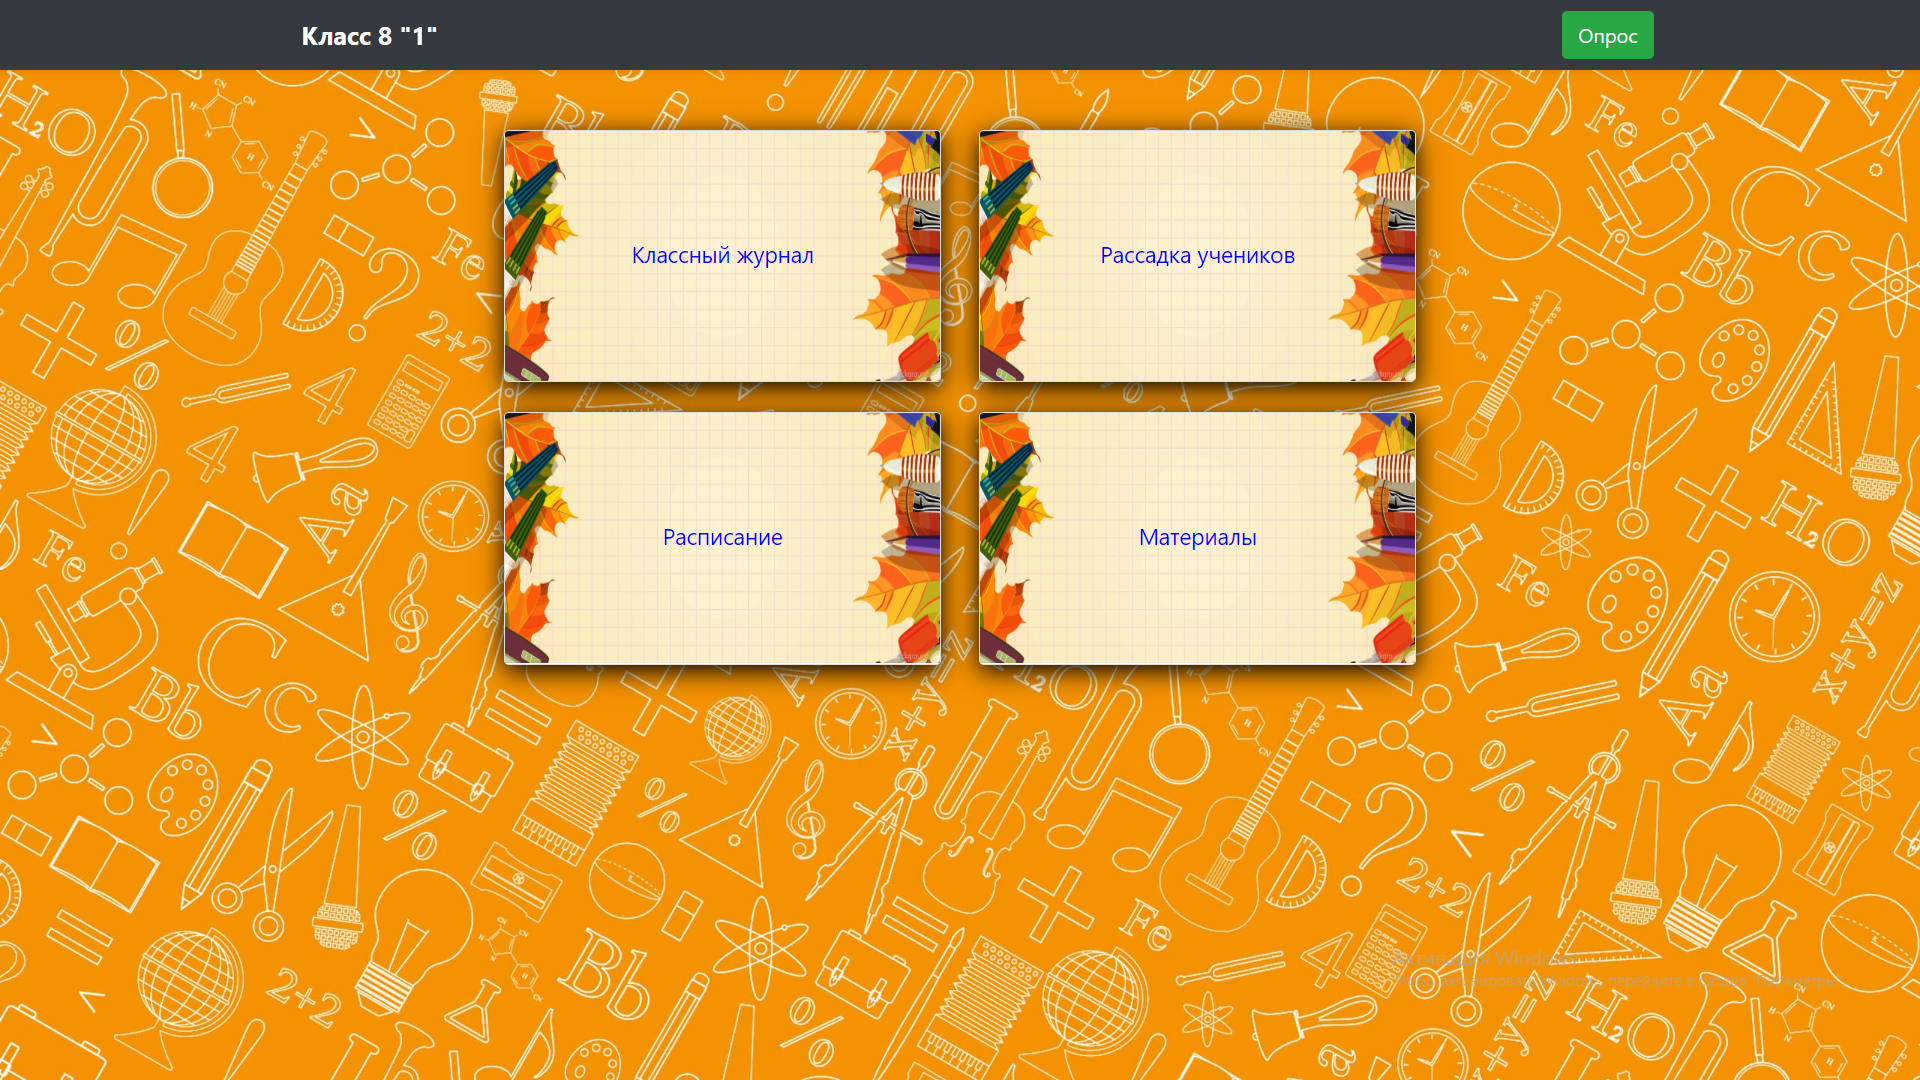 Класс 8 "1"
Опрос
Классный журнал
Рассадка учеников
Расписание
Материалы